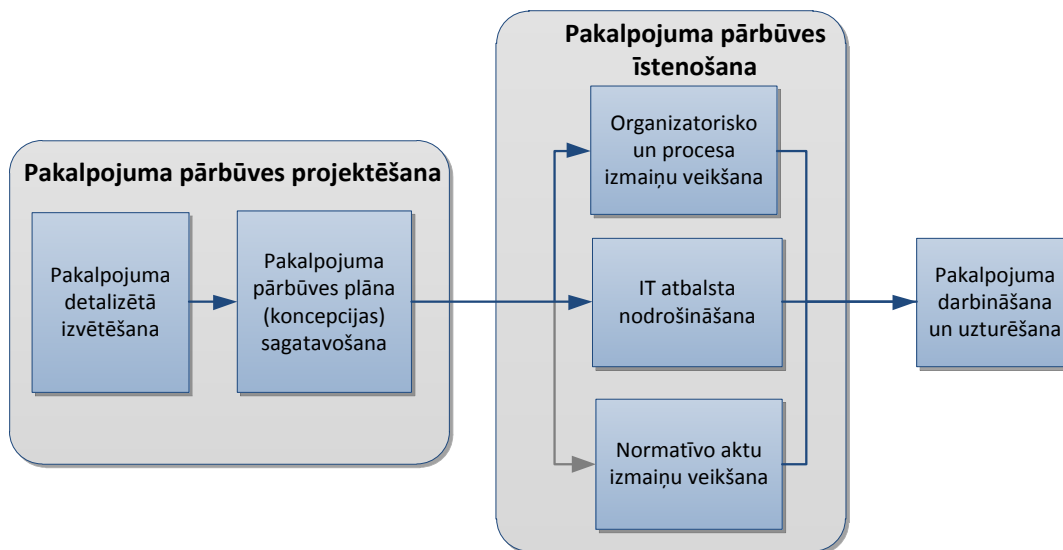 Pakalpojuma pārbūves projektēšana
Pakalpojuma
detalizētā
izvētēšana
Pakalpojuma
pārbūves plāna
(koncepcijas)
sagatavošana
Pakalpojuma pārbūves
īstenošana
Organizatorisko
un procesa
izmaiņu veikšana
IT atbalsta
nodrošināšana
Normatīvo aktu
izmaiņu veikšana
Pakalpojuma
darbināšana
un uzturēšana